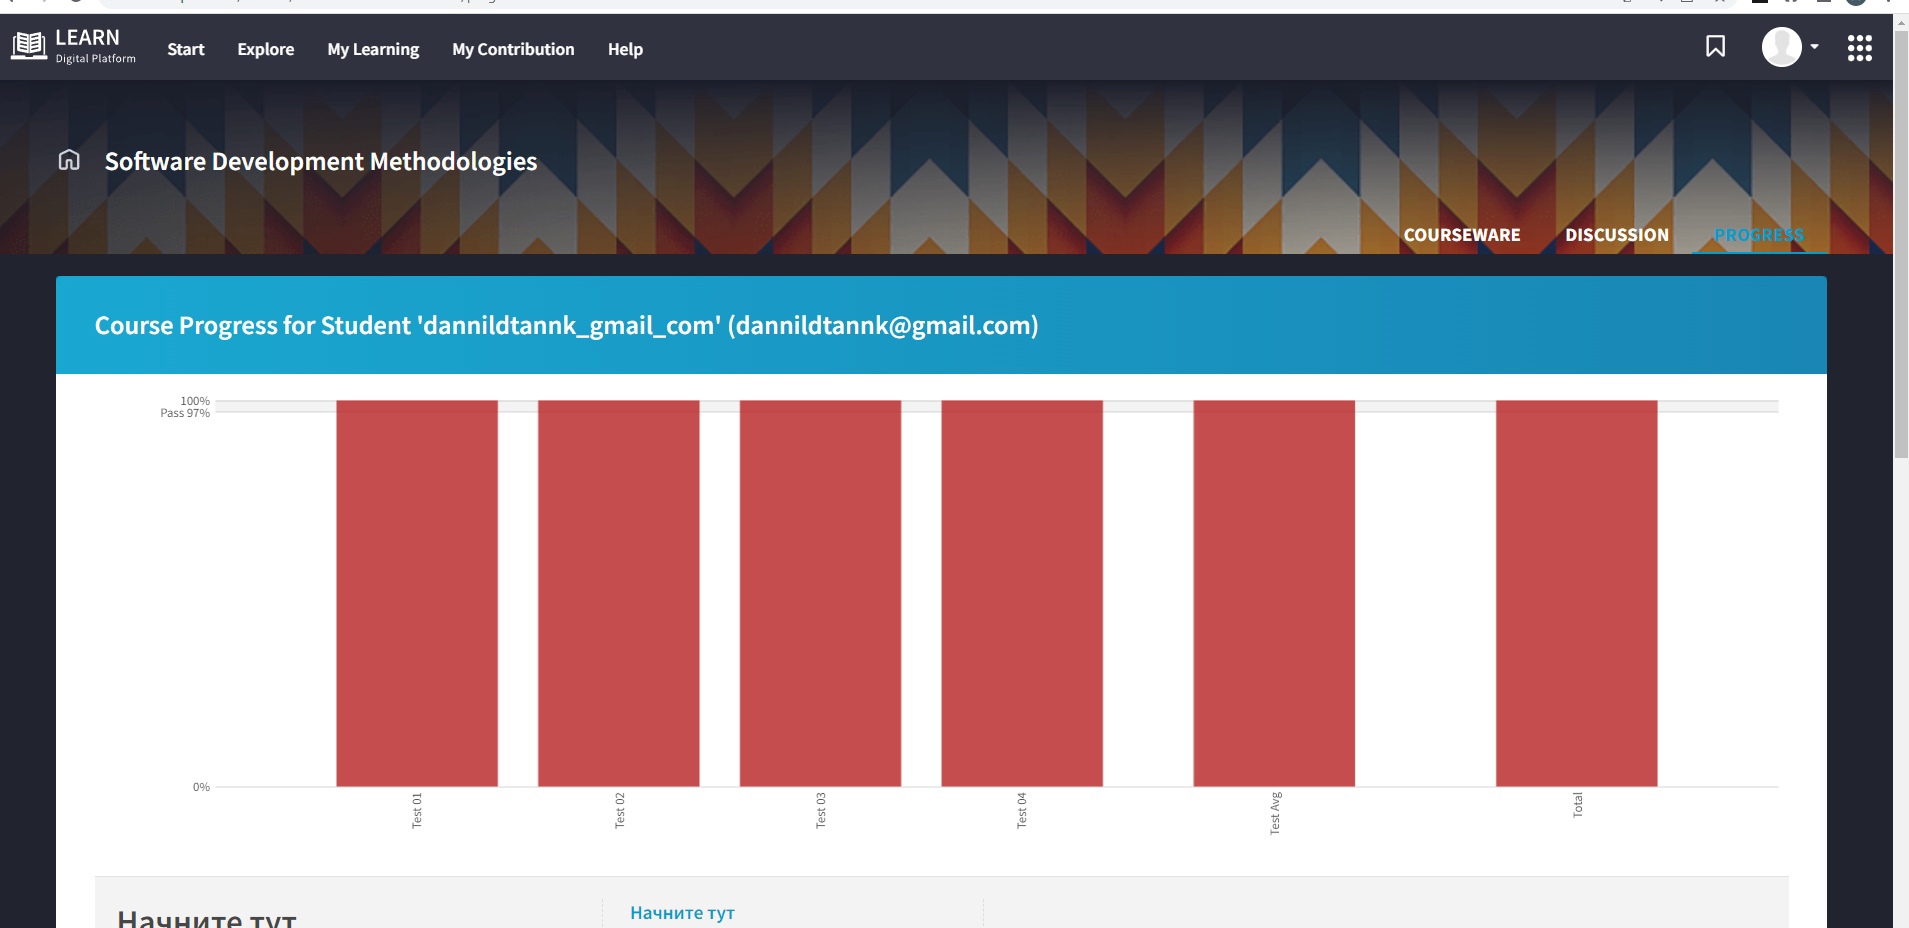 LEARN
Digital Platform
Start
Explore
My Learning
My Contribution
Help
Software Development Methodologies
COURSEWARE
DISCUSSION
PROGRESS
Course Progress for Student 'dannildtannk_gmail_com' (dannildtannk@gmail.com)
100%
Pass 97%
0%
Test 01
Test 02
Test 03
Test 04
Test Avg
Total
Начните тут
Начните тут